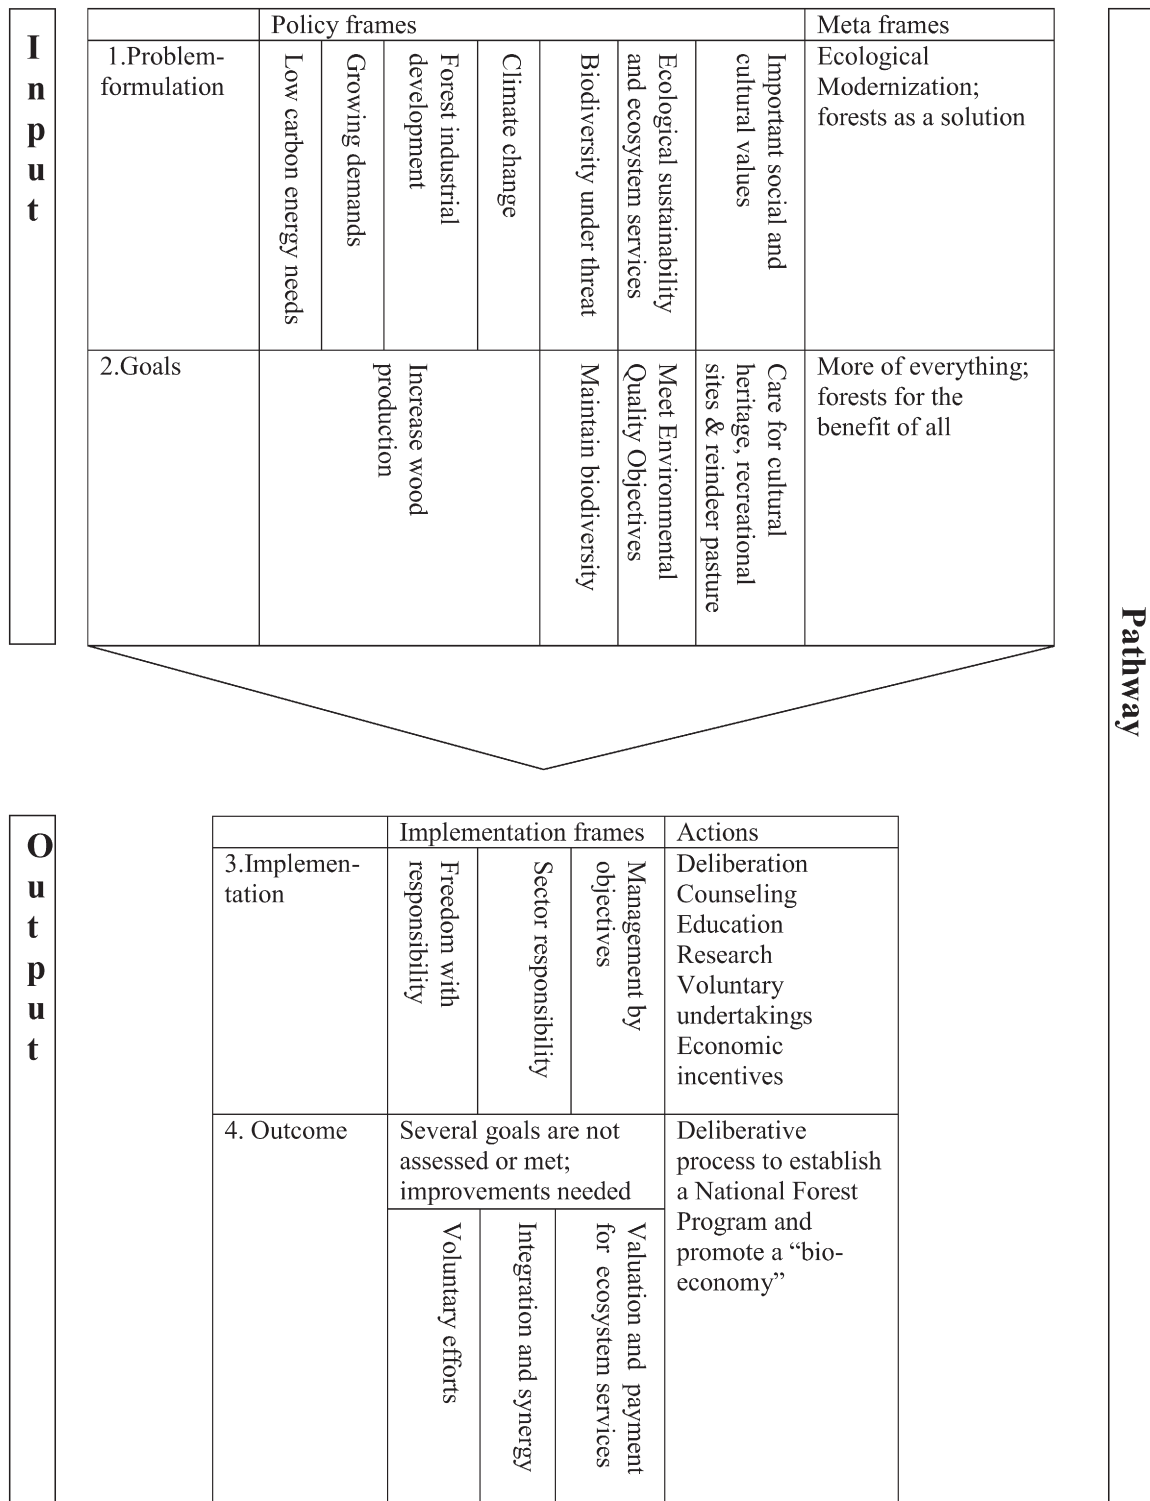 Input
Policy frames
Meta frames
1.Problem-
formulation
Low carbon energy needs
Growing demands
Forest industrial
development
Climate change
Biodiversity under threat
Ecological sustainability
and ecosystem services
Important social and
cultural values
Ecological
Modernization;
forests as a solution
2.Goals
Increase wood
production
Maintain biodiversity
Meet Environmental
Quality Objectives
Care for cultural
heritage, recreational
sites & reindeer pasture
More of everything;
forests for the
benefit of all
Pathway
Output
Implementation frames
Actions
3.Implemen-
tation
Freedom with
responsibility
Sector responsibility
Management by
objectives
Deliberation
Counseling
Education
Research
Voluntary
undertakings
Economic
incentives
4. Outcome
Several goals are not
assessed or met;
improvements needed
Voluntary efforts
Integration and synergy
Valuation and payment
for ecosystem services
Deliberative
process to establish
a National Forest
Program and
promote a “bio-
economy”